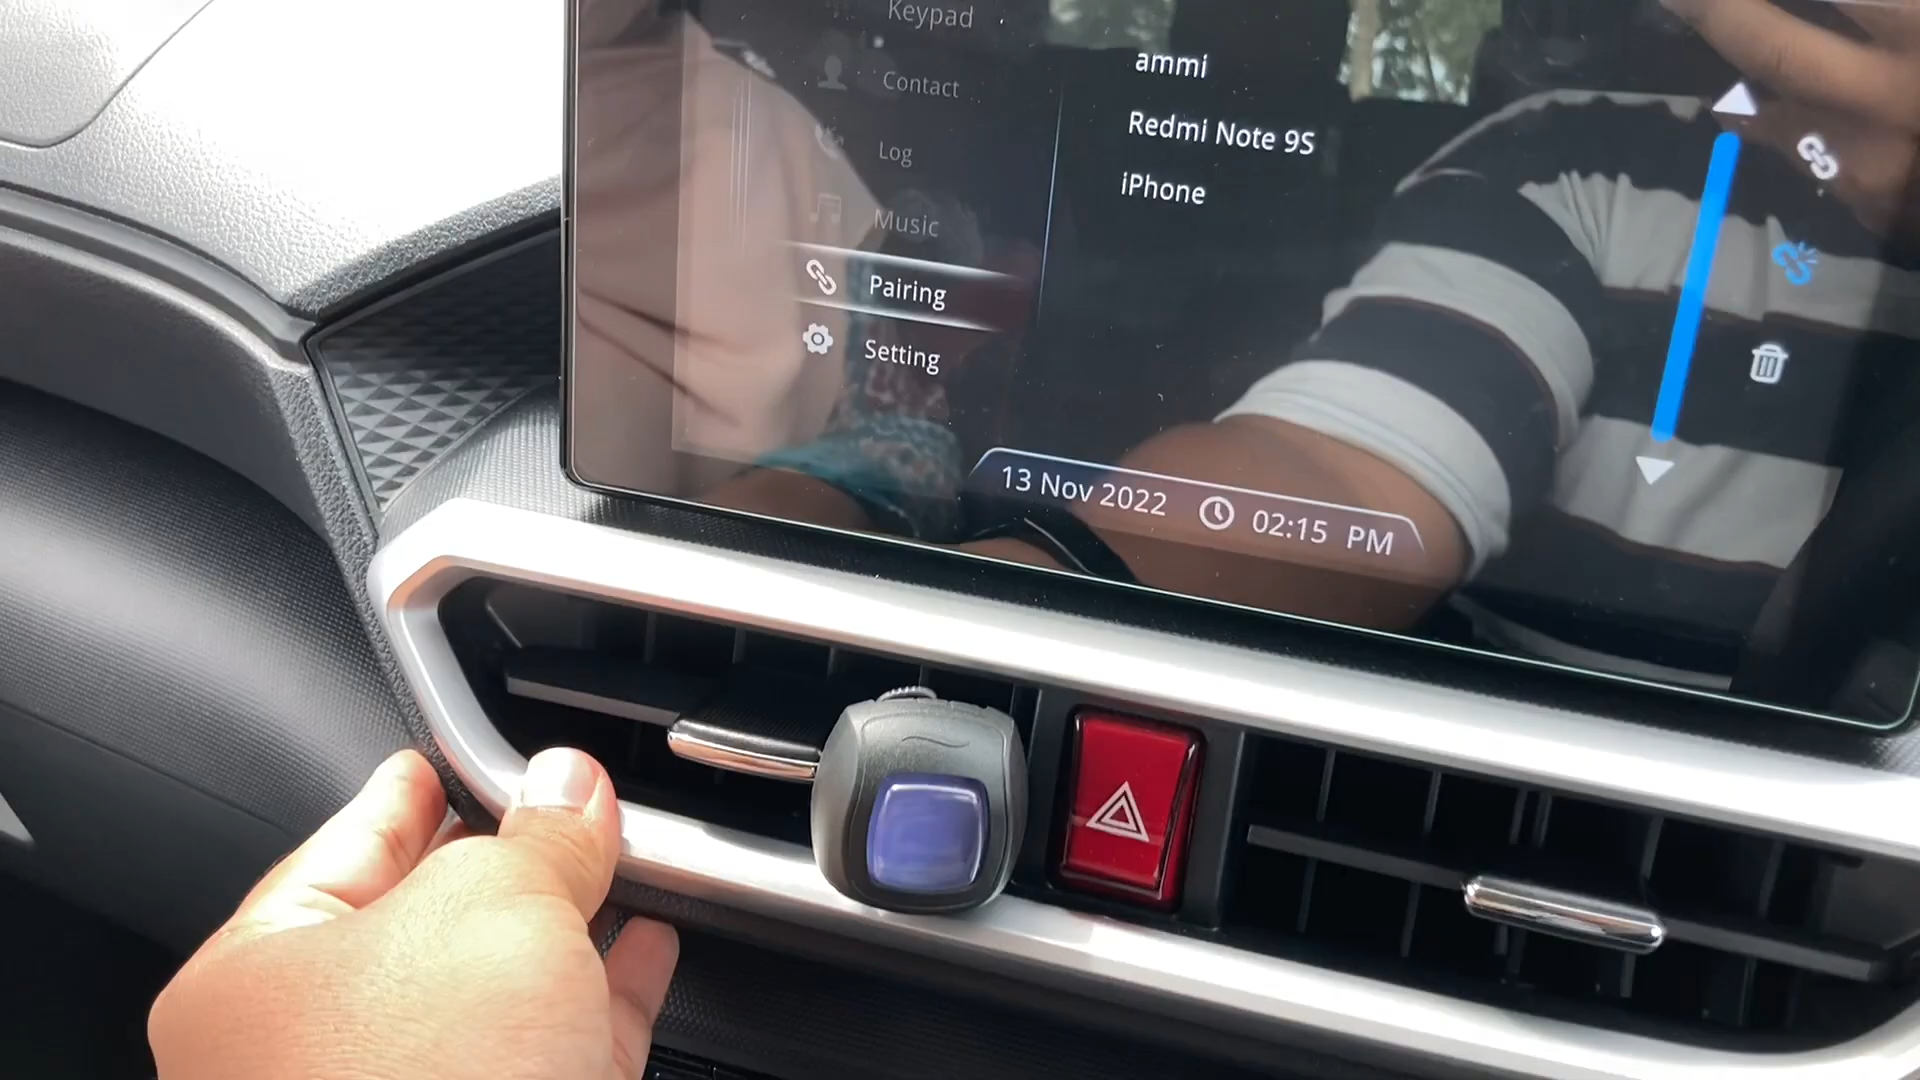 Keypad
Contact
Log
Music
Pairing
Setting
ammi
Redmi Note 9S
iPhone
13 Nov 2022 02:15 PM